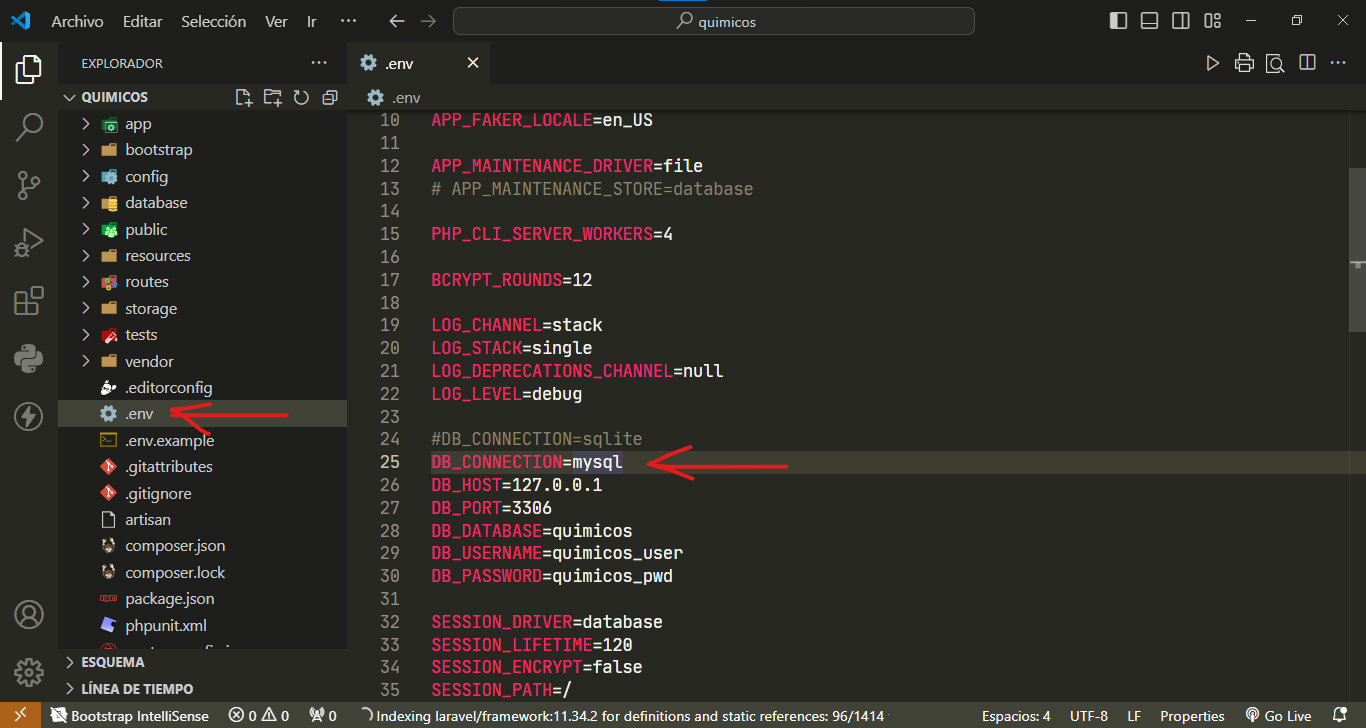 Archivo Editar Selección Ver Ir ··· quimicos
EXPLORADOR ···
QUIMICOS
app
bootstrap
config
database
public
resources
routes
storage
tests
vendor
.editorconfig
.env
.env.example
.gitattributes
.gitignore
artisan
composer.json
composer.lock
package.json
phpunit.xml
ESQUEMA
LÍNEA DE TIEMPO
.env
.env
10 APP_FAKER_LOCALE=en_US
11
12 APP_MAINTENANCE_DRIVER=file
13 # APP_MAINTENANCE_STORE=database
14
15 PHP_CLI_SERVER_WORKERS=4
16
17 BCRYPT_ROUNDS=12
18
19 LOG_CHANNEL=stack
20 LOG_STACK=single
21 LOG_DEPRECATIONS_CHANNEL=null
22 LOG_LEVEL=debug
23
24 #DB_CONNECTION=sqlite
25 DB_CONNECTION=mysql
26 DB_HOST=127.0.0.1
27 DB_PORT=3306
28 DB_DATABASE=quimicos
29 DB_USERNAME=quimicos_user
30 DB_PASSWORD=quimicos_pwd
31
32 SESSION_DRIVER=database
33 SESSION_LIFETIME=120
34 SESSION_ENCRYPT=false
35 SESSION_PATH=/
Bootstrap IntelliSense 0 0 0 Indexing laravel/framework:11.34.2 for definitions and static references: 96/1414 Espacios: 4 UTF-8 LF Properties Go Live